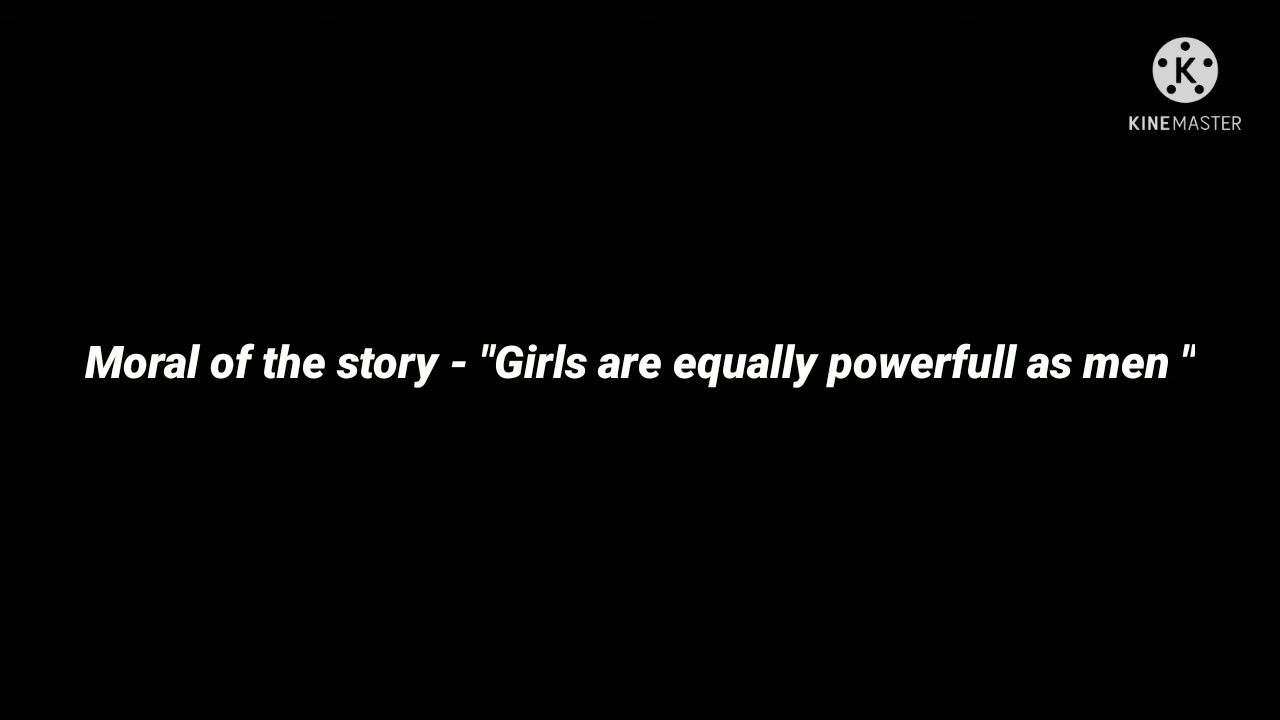 K
KINEMASTER
Moral of the story - "Girls are equally powerfull as men "